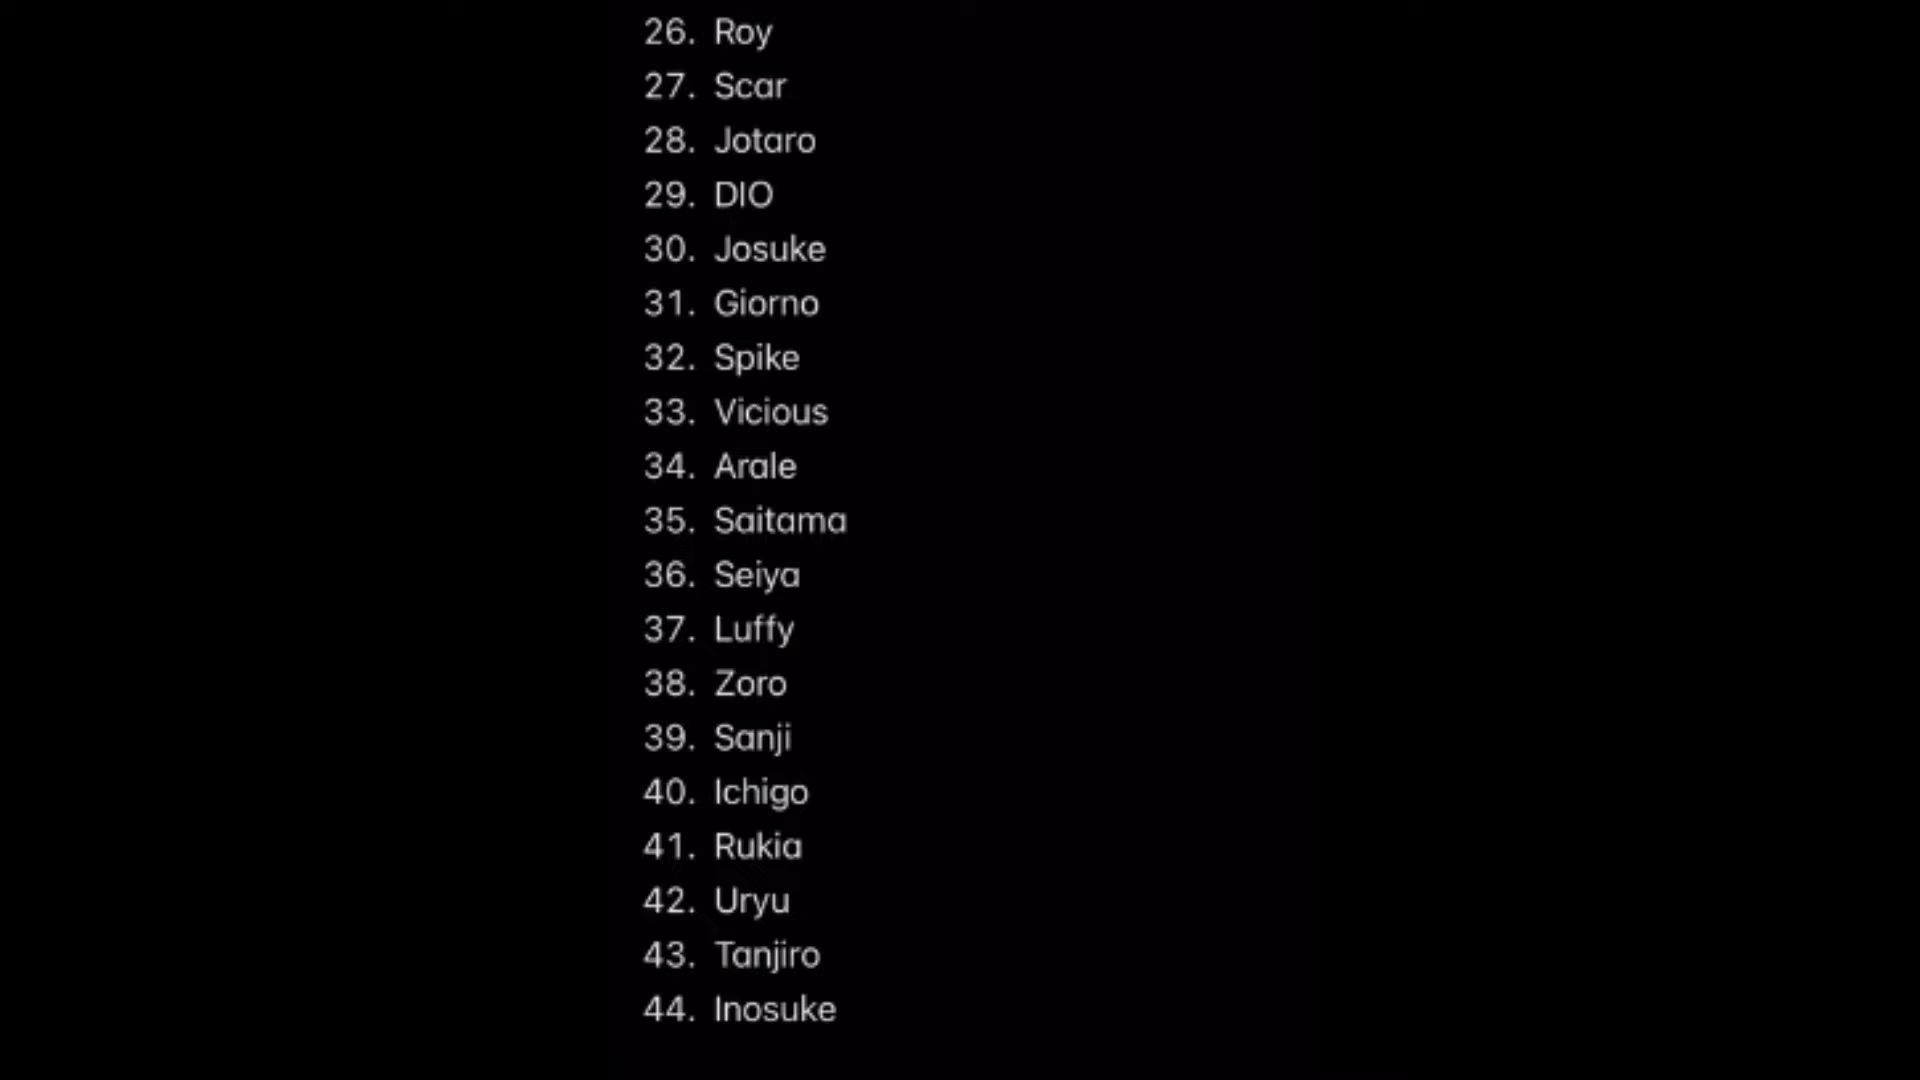 26. Roy
27. Scar
28. Jotaro
29. DIO
30. Josuke
31. Giorno
32. Spike
33. Vicious
34. Arale
35. Saitama
36. Seiya
37. Luffy
38. Zoro
39. Sanji
40. Ichigo
41. Rukia
42. Uryu
43. Tanjiro
44. Inosuke